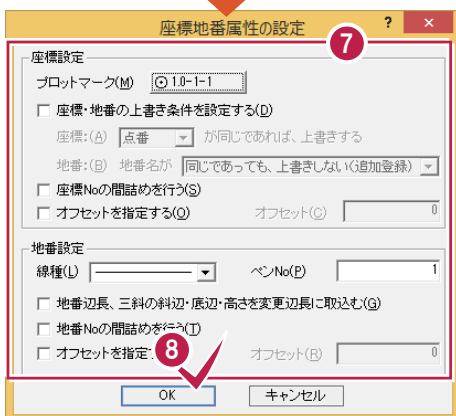 座標地番属性の設定 ? ×
7
座標設定
プロットマーク(M) 1.0-1-1
座標・地番の上書き条件を設定する(D)
座標:(A) 点番 が同じであれば、上書きする
地番:(B) 地番名が 同じであっても、上書きしない(追加登録)
座標Noの間詰めを行う(S)
オフセットを指定する(O) オフセット(C) 0
地番設定
線種(L) ペンNo(P) 1
地番辺長、三斜の斜辺・底辺・高さを変更辺長に取込む(G)
地番Noの間詰めを行う(T)
オフセットを指定 8 オフセット(R) 0
OK キャンセル